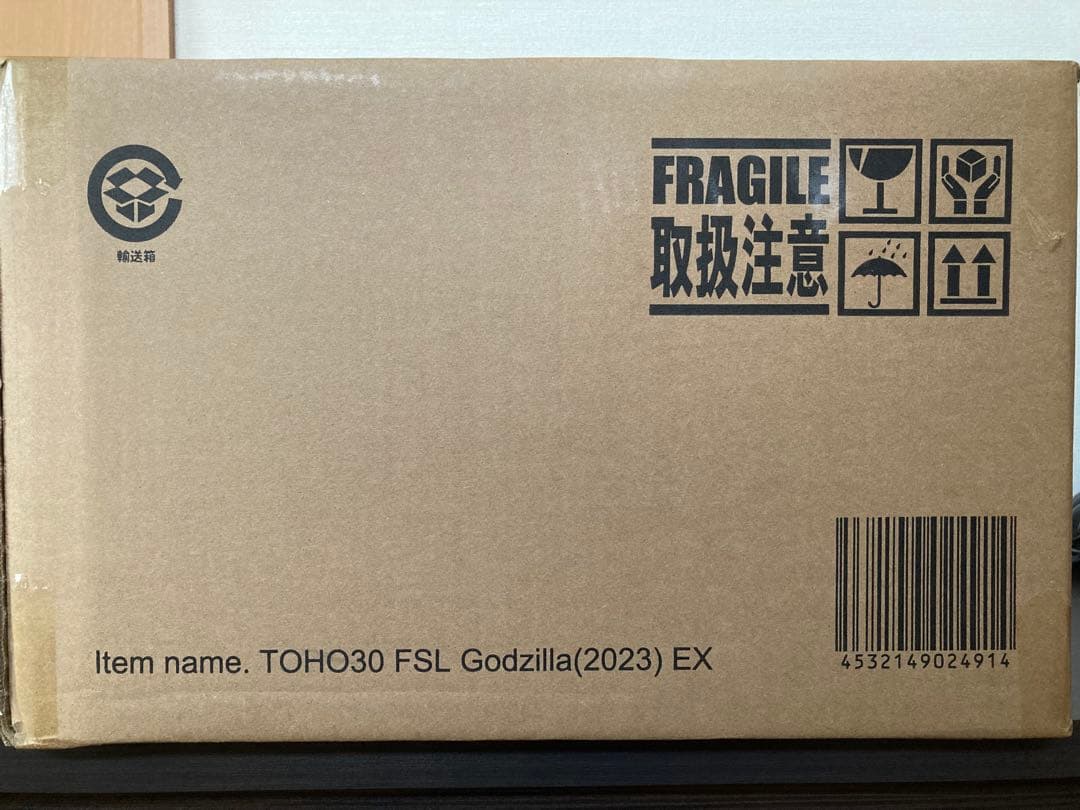 FRAGILE
取扱注意
輸送箱
Item name. TOHO30 FSL Godzilla(2023) EX
4532149024914